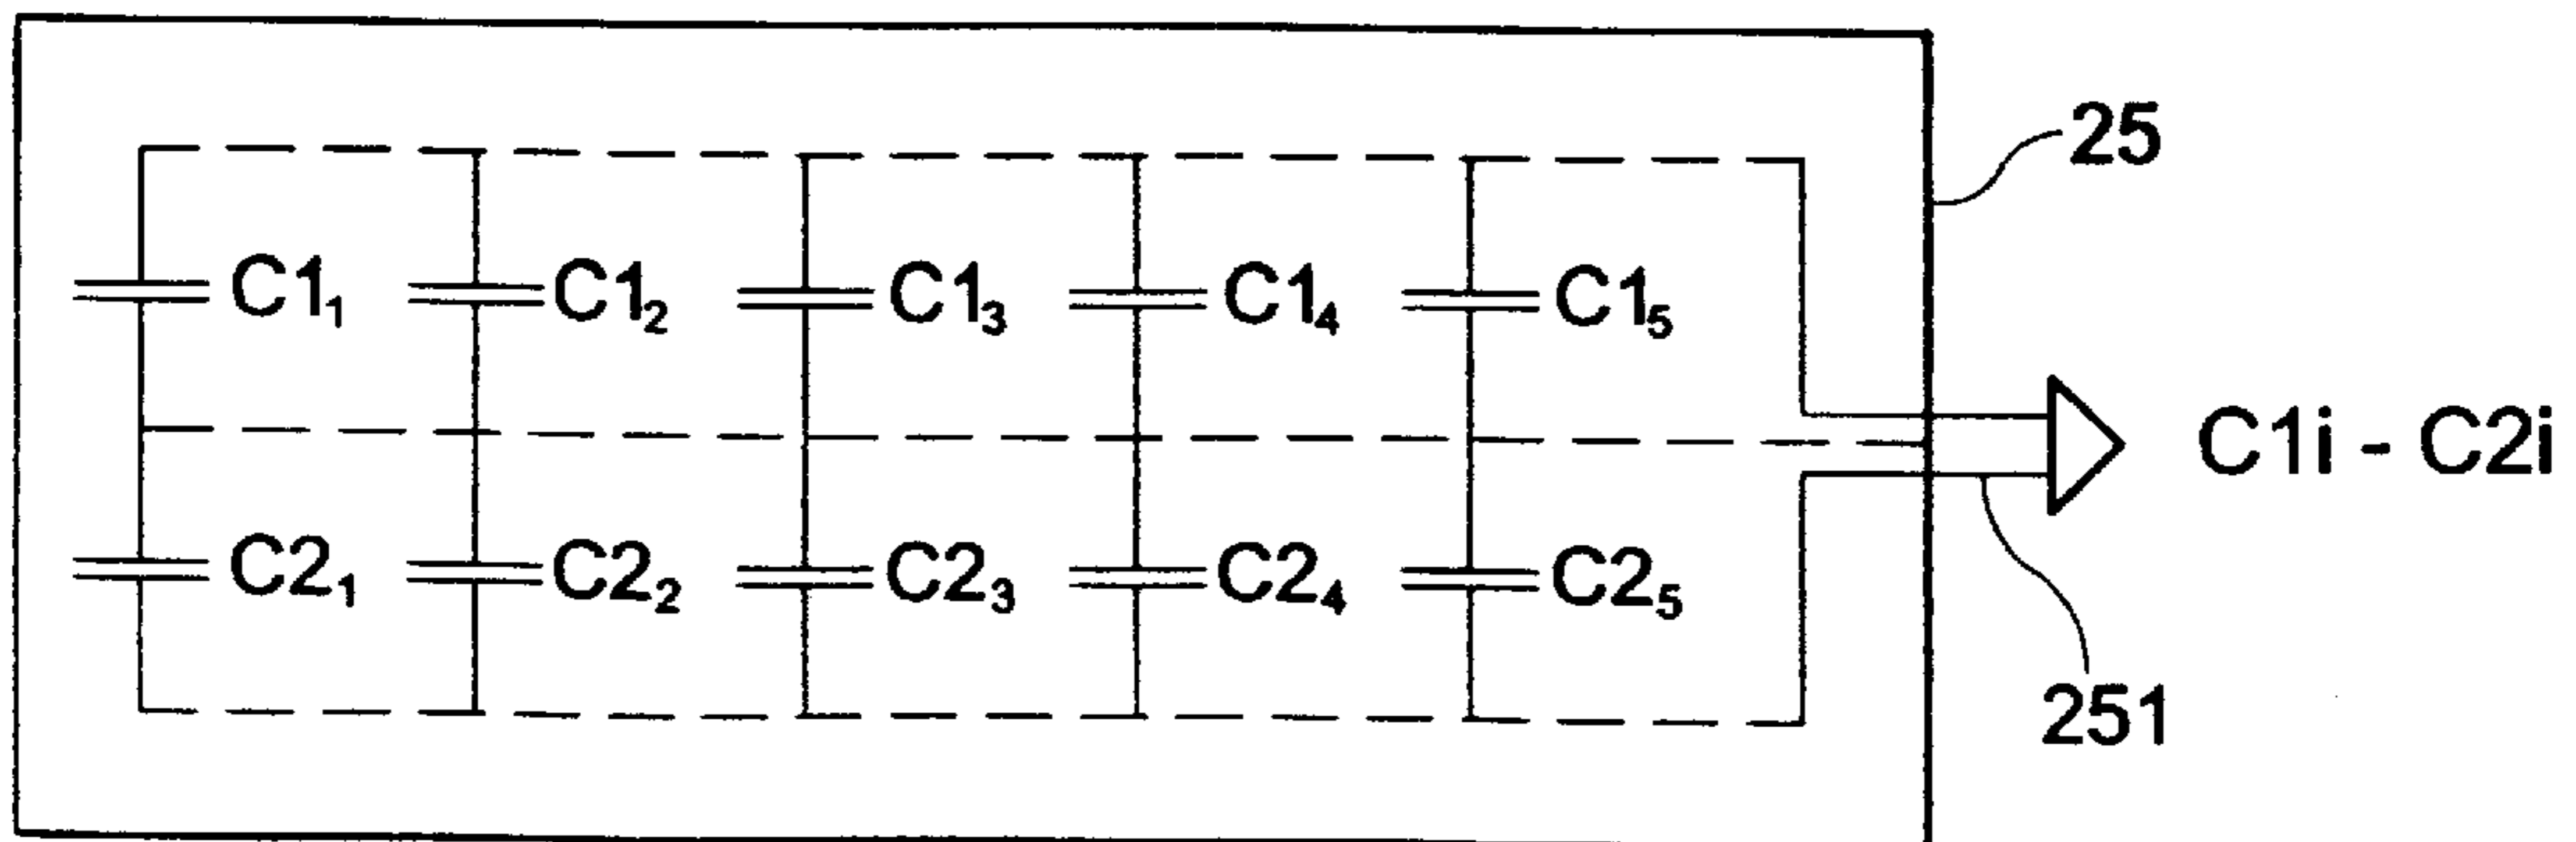 25
C1₁ C1₂ C1₃ C1₄ C1₅
C1i - C2i
C2₁ C2₂ C2₃ C2₄ C2₅
251